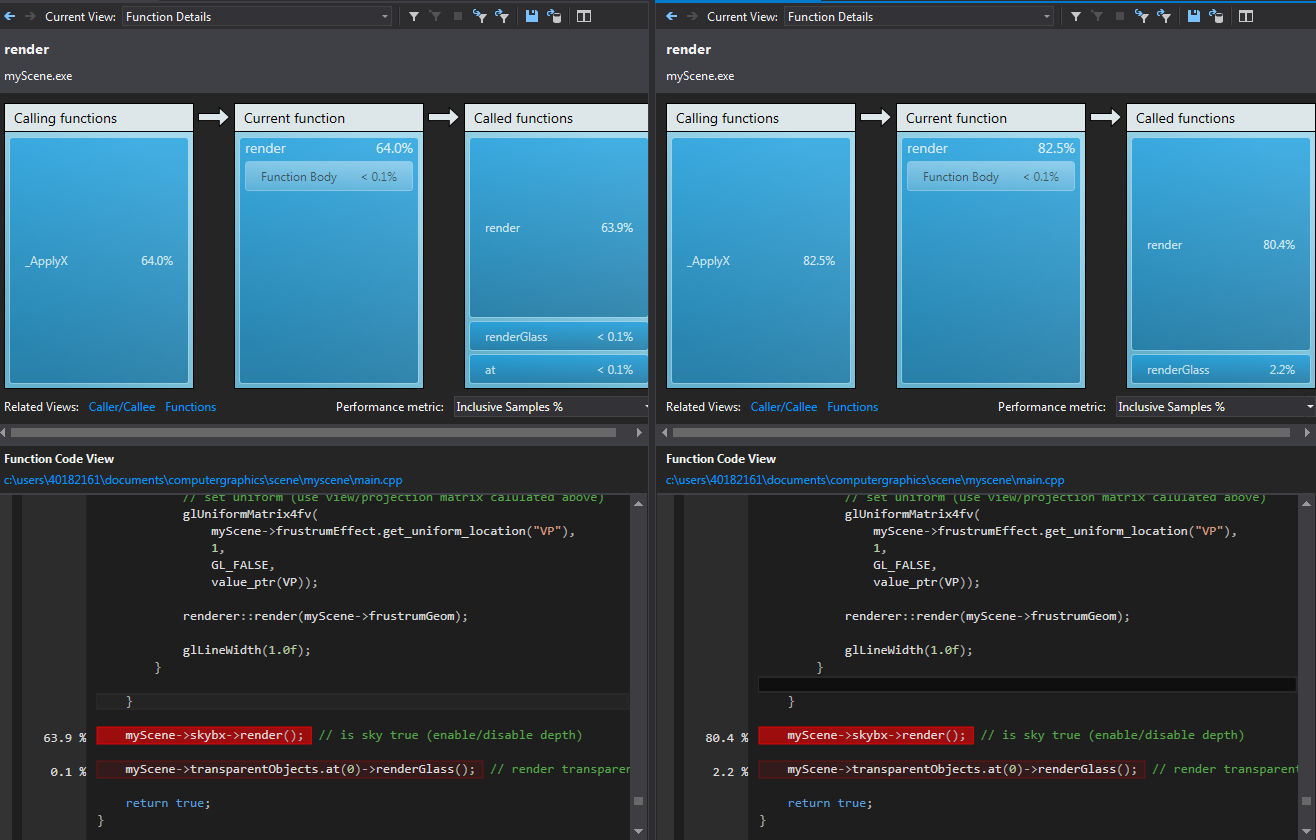 Current View: Function Details
render
myScene.exe
Calling functions
Current function
Called functions
_ApplyX 64.0%
render 64.0%
Function Body < 0.1%
render 63.9%
renderGlass < 0.1%
at < 0.1%
Related Views: Caller/Callee Functions
Performance metric: Inclusive Samples %
Function Code View
c:\users\40182161\documents\computergraphics\scene\myscene\main.cpp
// set uniform (use view/projection matrix calulated above)
glUniformMatrix4fv(
myScene->frustrumEffect.get_uniform_location("VP"),
1,
GL_FALSE,
value_ptr(VP));
renderer::render(myScene->frustrumGeom);
glLineWidth(1.0f);
}
}
63.9 % myScene->skybx->render(); // is sky true (enable/disable depth)
0.1 % myScene->transparentObjects.at(0)->renderGlass(); // render transparen
return true;
}
Current View: Function Details
render
myScene.exe
Calling functions
Current function
Called functions
_ApplyX 82.5%
render 82.5%
Function Body < 0.1%
render 80.4%
renderGlass 2.2%
Related Views: Caller/Callee Functions
Performance metric: Inclusive Samples %
Function Code View
c:\users\40182161\documents\computergraphics\scene\myscene\main.cpp
// set uniform (use view/projection matrix calulated above)
glUniformMatrix4fv(
myScene->frustrumEffect.get_uniform_location("VP"),
1,
GL_FALSE,
value_ptr(VP));
renderer::render(myScene->frustrumGeom);
glLineWidth(1.0f);
}
}
80.4 % myScene->skybx->render(); // is sky true (enable/disable depth)
2.2 % myScene->transparentObjects.at(0)->renderGlass(); // render transparent
return true;
}